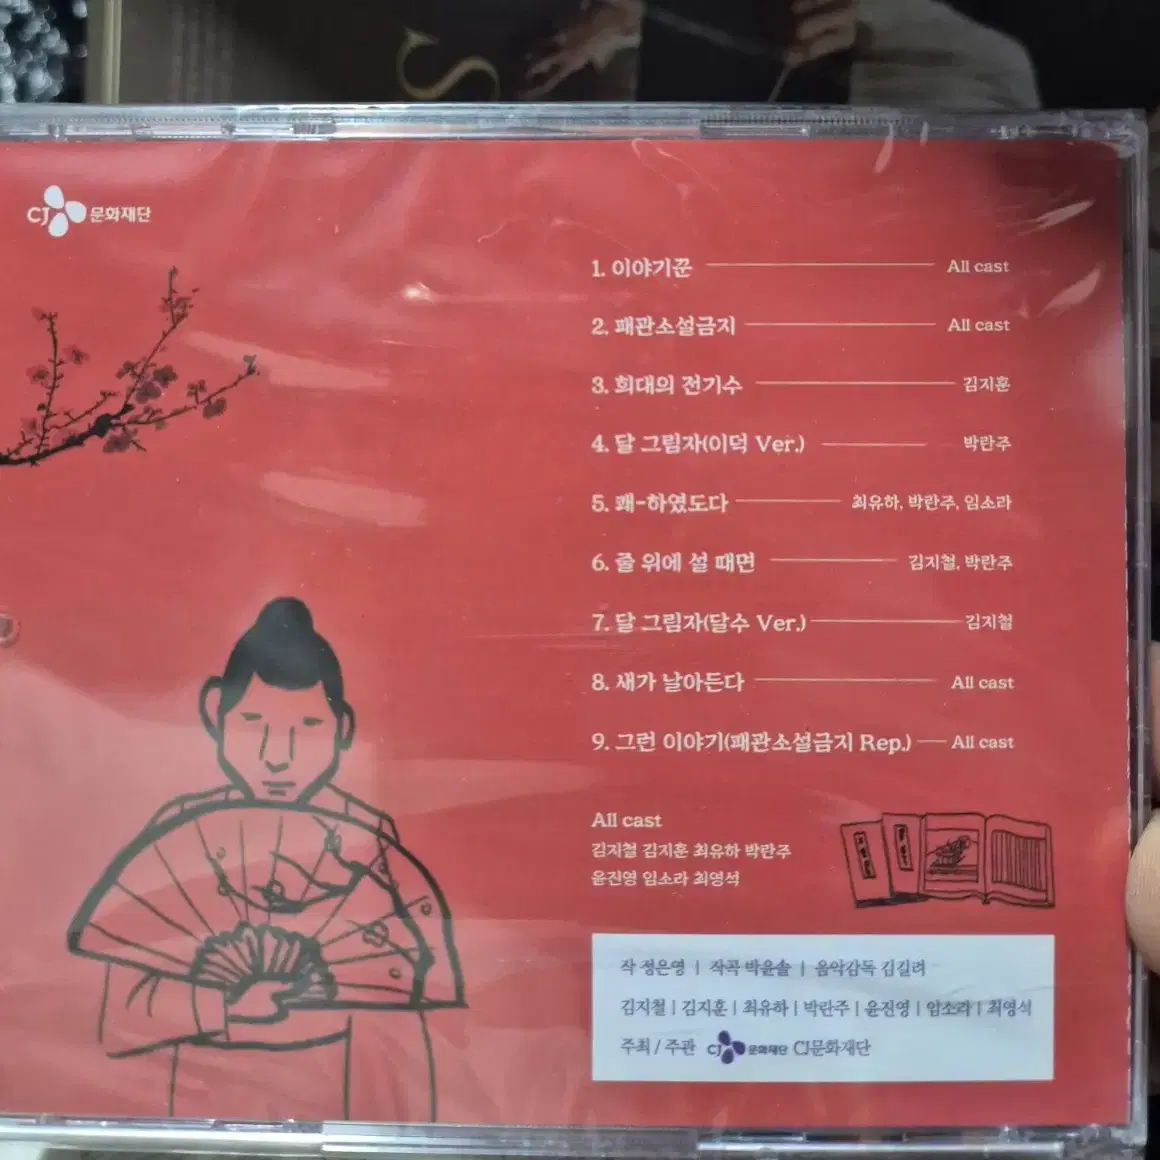 S
CJ 문화재단
1. 이야기꾼 All cast
2. 패관소설금지 All cast
3. 희대의 전기수 김지훈
4. 달 그림자(이덕 Ver.) 박란주
5. 쾌-하였도다 최유하, 박란주, 임소라
6. 줄 위에 설 때면 김지철, 박란주
7. 달 그림자(달수 Ver.) 김지철
8. 새가 날아든다 All cast
9. 그런 이야기(패관소설금지 Rep.) All cast
All cast
김지철 김지훈 최유하 박란주
윤진영 임소라 최영석
작 정은영 | 작곡 박윤솔 | 음악감독 김길려
김지철 | 김지훈 | 최유하 | 박란주 | 윤진영 | 임소라 | 최영석
주최 / 주관 CJ 문화재단 CJ문화재단